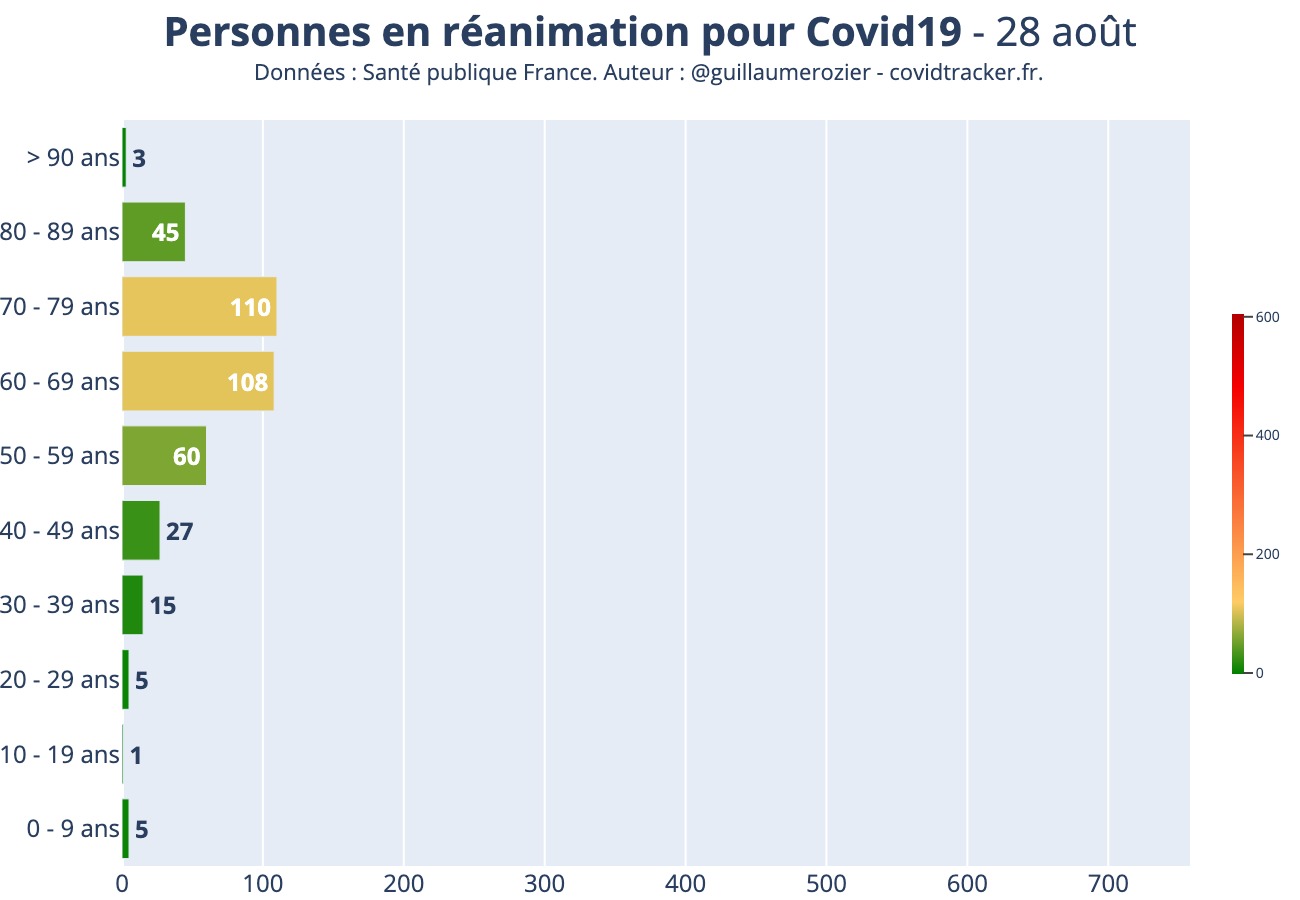 Personnes en réanimation pour Covid19 - 28 août
Données : Santé publique France. Auteur : @guillaumerozier - covidtracker.fr.
> 90 ans 3
80 - 89 ans 45
70 - 79 ans 110
60 - 69 ans 108
50 - 59 ans 60
40 - 49 ans 27
30 - 39 ans 15
20 - 29 ans 5
10 - 19 ans 1
0 - 9 ans 5
0 100 200 300 400 500 600 700
600
400
200
0